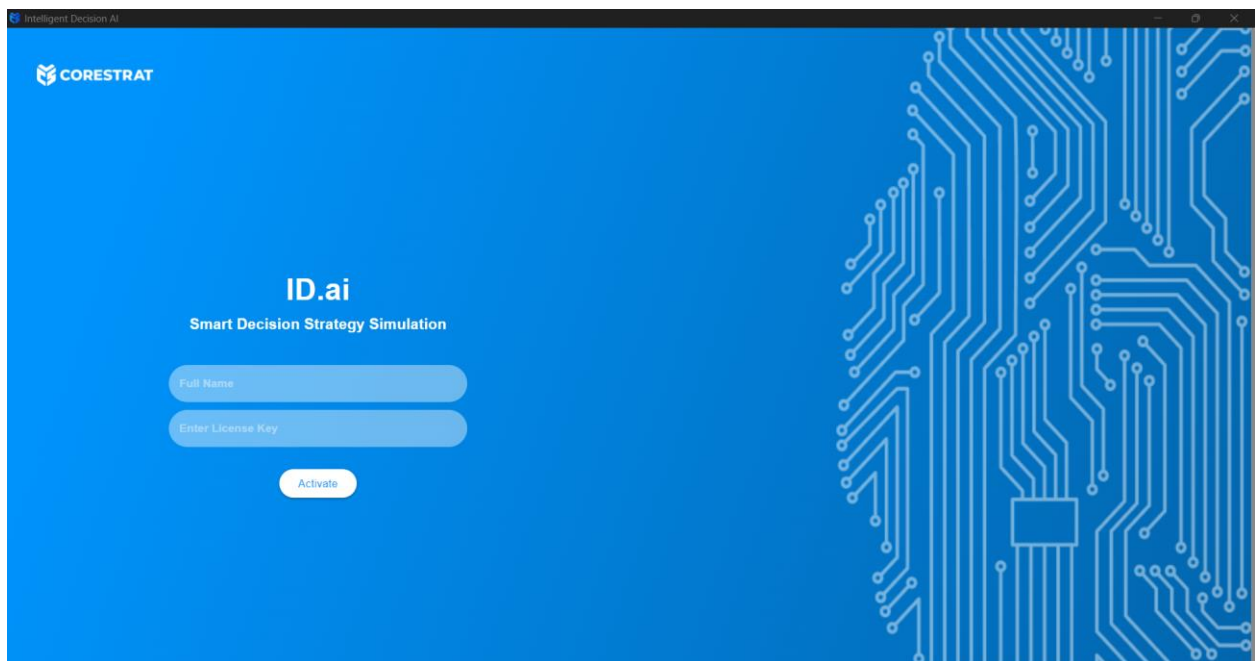 Intelligent Decision AI
CORESTRAT
ID.ai
Smart Decision Strategy Simulation
Full Name
Enter License Key
Activate